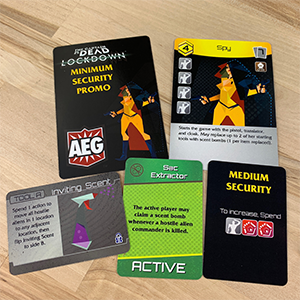 DEAD
LOCKDOWN
MINIMUM
SECURITY
PROMO
AEG
4
Spy
Starts the game with the pistol, translator,
and cloak. May replace up to 2 of her starting
tools with scent bombs (1 per item replaced).
TOOL A
Inviting Scent
Spend 1 action to
move all hostile
aliens in 1 location
to any adjacent
location, then
flip Inviting Scent
to side B.
Sac
Extractor
The active player may
claim a scent bomb
whenever a hostile alien
commander is killed.
ACTIVE
MEDIUM
SECURITY
To increase, Spend